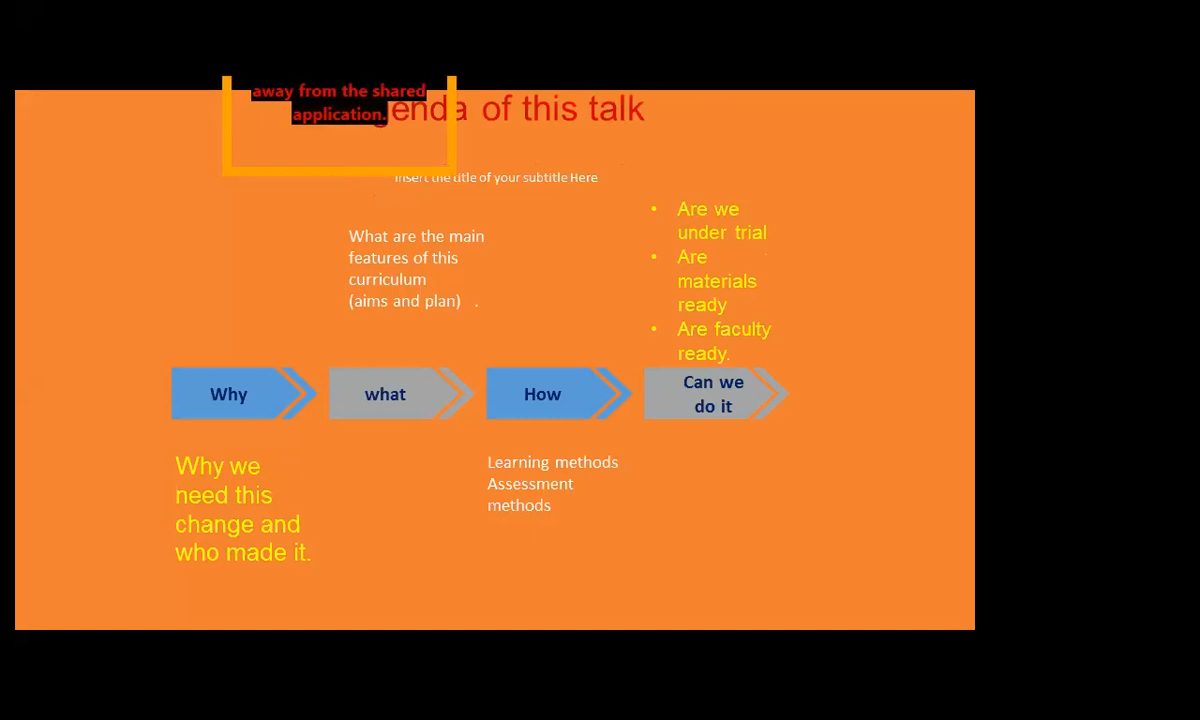 away from the shared
application.
genda of this talk
Insert the title of your subtitle Here
What are the main
features of this
curriculum
(aims and plan) .
• Are we
under trial
• Are
materials
ready
• Are faculty
ready.
Why
what
How
Can we
do it
Why we
need this
change and
who made it.
Learning methods
Assessment
methods